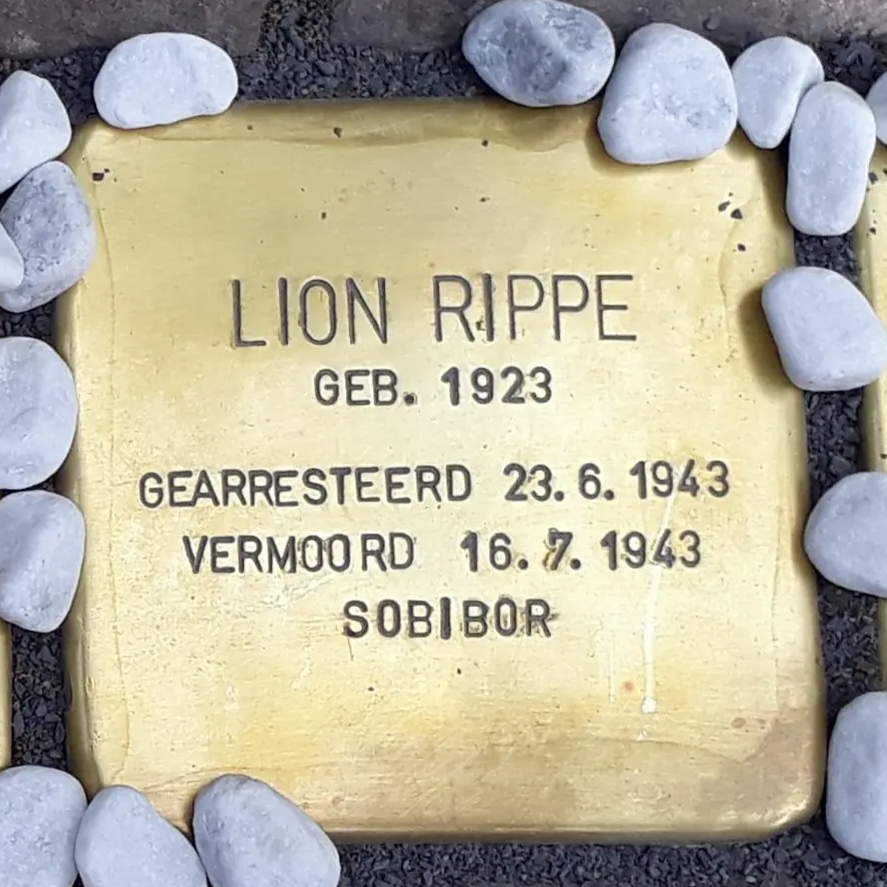 LION RIPPE
GEB. 1923
GEARRESTEERD 23.6.1943
VERMOORD 16.7.1943
SOBIBOR